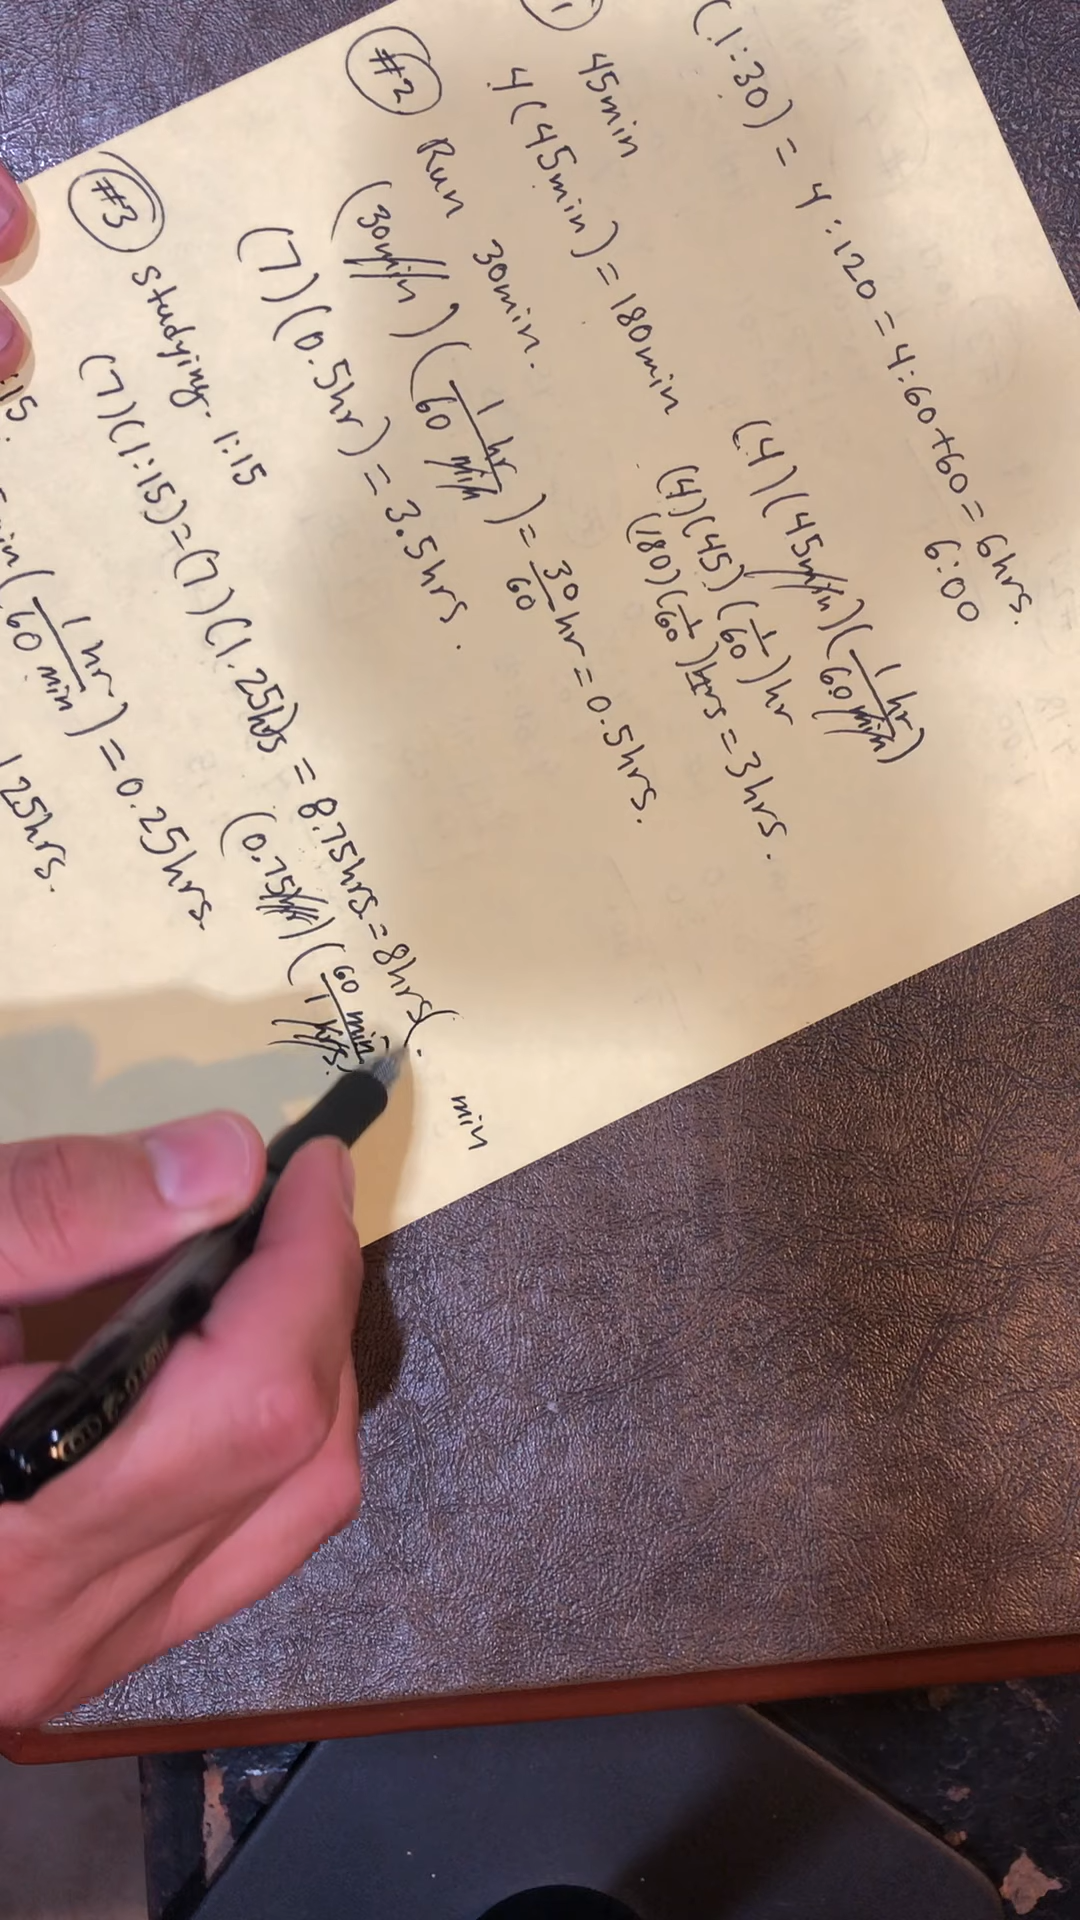 (1:30) = 4:120 = 4:60+60 = 6hrs.
6:00
1
45min
4(45min) = 180min
(4)(45min)(1 hr / 60 min)
(4)(45)(1/60)hr
(180)(1/60)hrs = 3hrs.
#2 Run 30min.
(30min)(1 hr / 60 min) = 30/60 hr = 0.5hrs.
(7)(0.5hr) = 3.5hrs.
#3 Studying. 1:15
(7)(1:15) = (7)(1.25hrs = 8.75hrs. = 8hrs(.
min
(0.75hrs)(60 min / 1 hrs.)
:15.
min(1 hr / 60 min) = 0.25hrs.
125hrs.